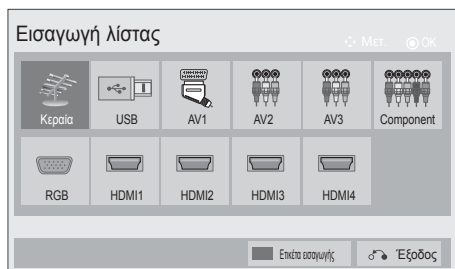 Εισαγωγή λίστας
Μετ. OK
Κεραία USB AV1 AV2 AV3 Component
RGB HDMI1 HDMI2 HDMI3 HDMI4
Ετικέτα εισαγωγής Έξοδος